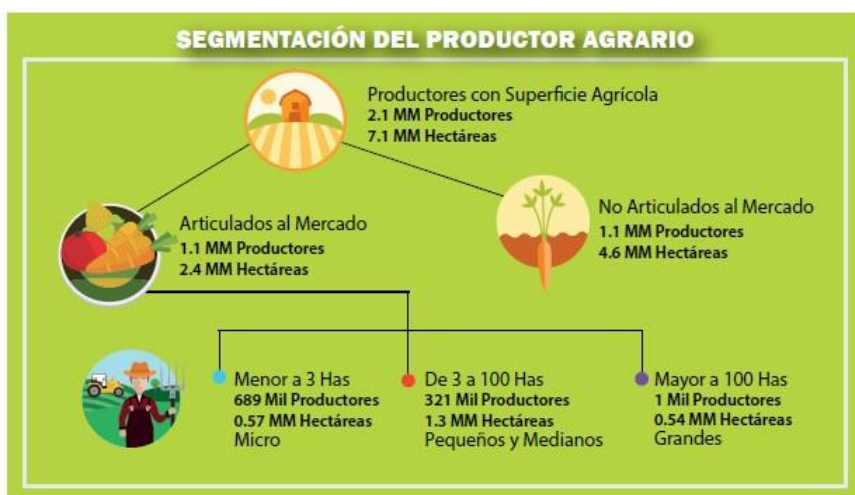 SEGMENTACIÓN DEL PRODUCTOR AGRARIO
Productores con Superficie Agrícola
2.1 MM Productores
7.1 MM Hectáreas
Articulados al Mercado
1.1 MM Productores
2.4 MM Hectáreas
No Articulados al Mercado
1.1 MM Productores
4.6 MM Hectáreas
Menor a 3 Has
689 Mil Productores
0.57 MM Hectáreas
Micro
De 3 a 100 Has
321 Mil Productores
1.3 MM Hectáreas
Pequeños y Medianos
Mayor a 100 Has
1 Mil Productores
0.54 MM Hectáreas
Grandes